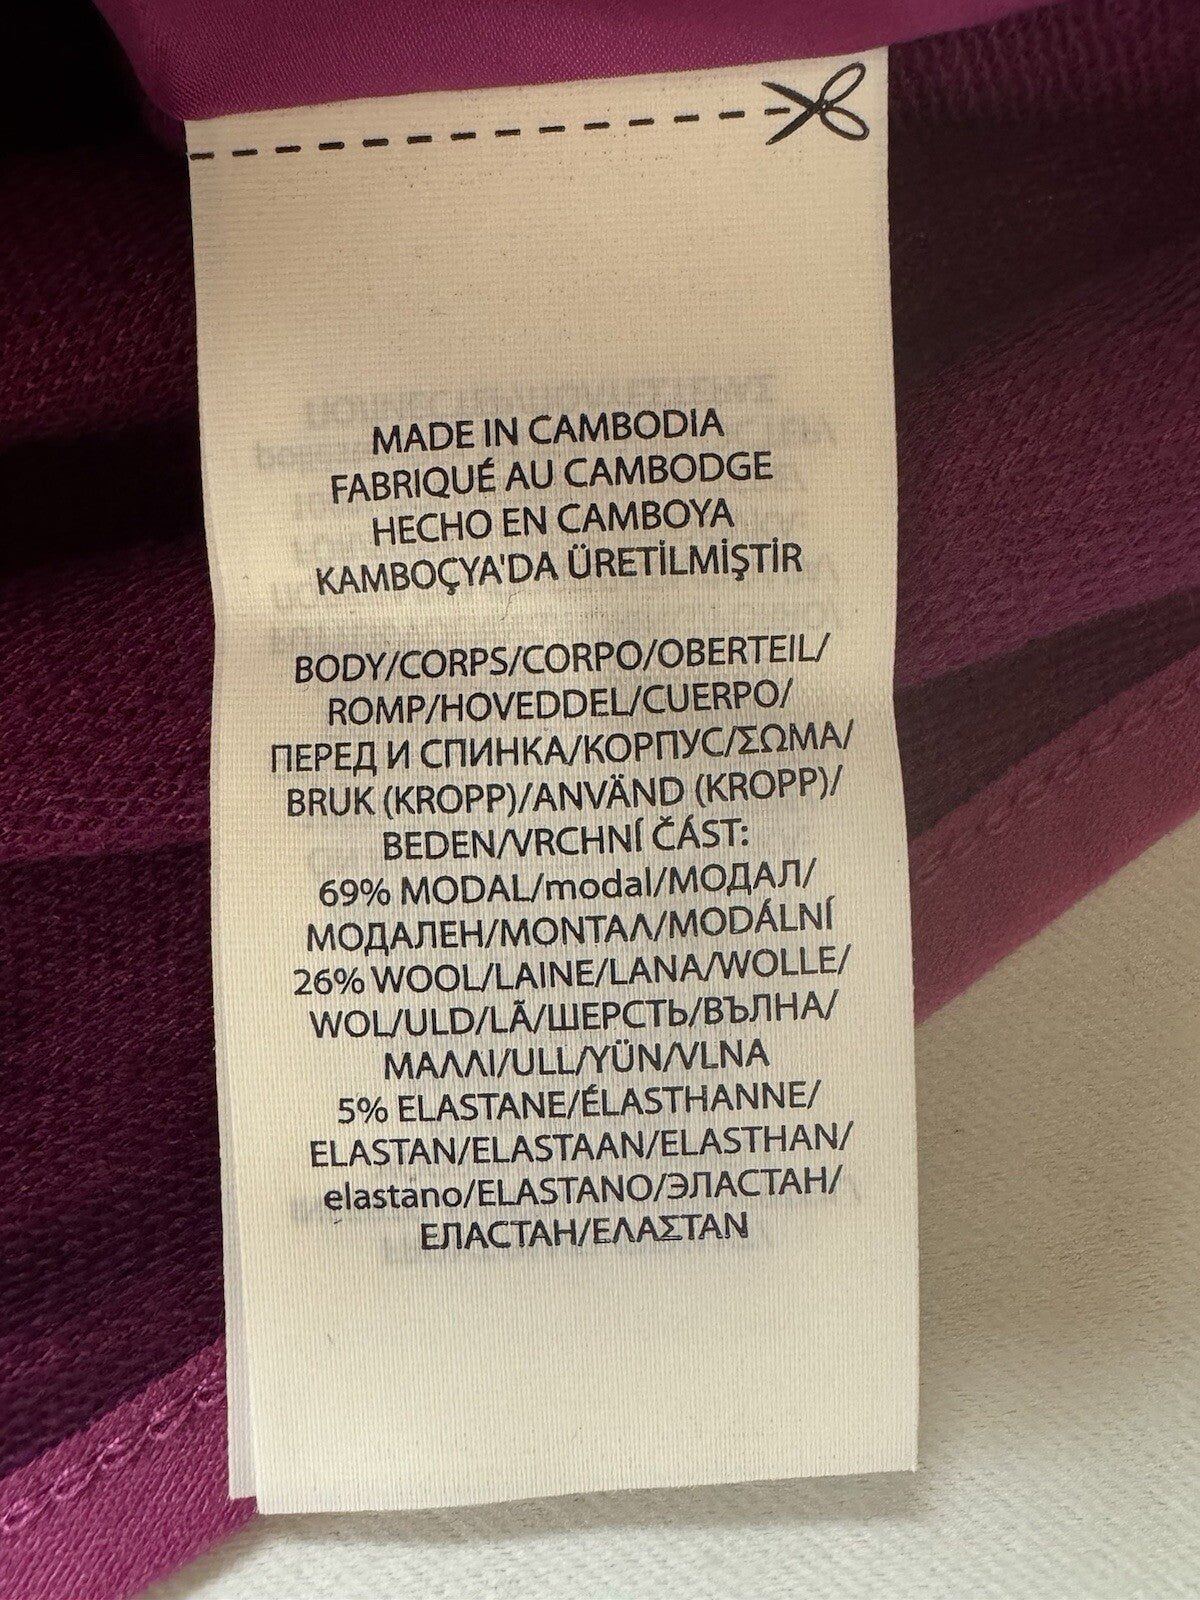 MADE IN CAMBODIA
FABRIQUÉ AU CAMBODGE
HECHO EN CAMBOYA
KAMBOÇYA'DA ÜRETİLMİŞTİR
BODY/CORPS/CORPO/OBERTEIL/
ROMP/HOVEDDEL/CUERPO/
ПЕРЕД И СПИНКА/КОРПУС/ΣΩΜΑ/
BRUK (KROPP)/ANVÄND (KROPP)/
BEDEN/VRCHNÍ ČÁST:
69% MODAL/modal/МОДАЛ/
МОДАЛЕН/ΜΟΝΤΑΛ/MODÁLNÍ
26% WOOL/LAINE/LANA/WOLLE/
WOL/ULD/LÃ/ШЕРСТЬ/ВЪЛНА/
ΜΑΛΛΙ/ULL/YÜN/VLNA
5% ELASTANE/ÉLASTHANNE/
ELASTAN/ELASTAAN/ELASTHAN/
elastano/ELASTANO/ЭЛАСТАН/
ЕЛАСТАН/ΕΛΑΣΤΑΝ